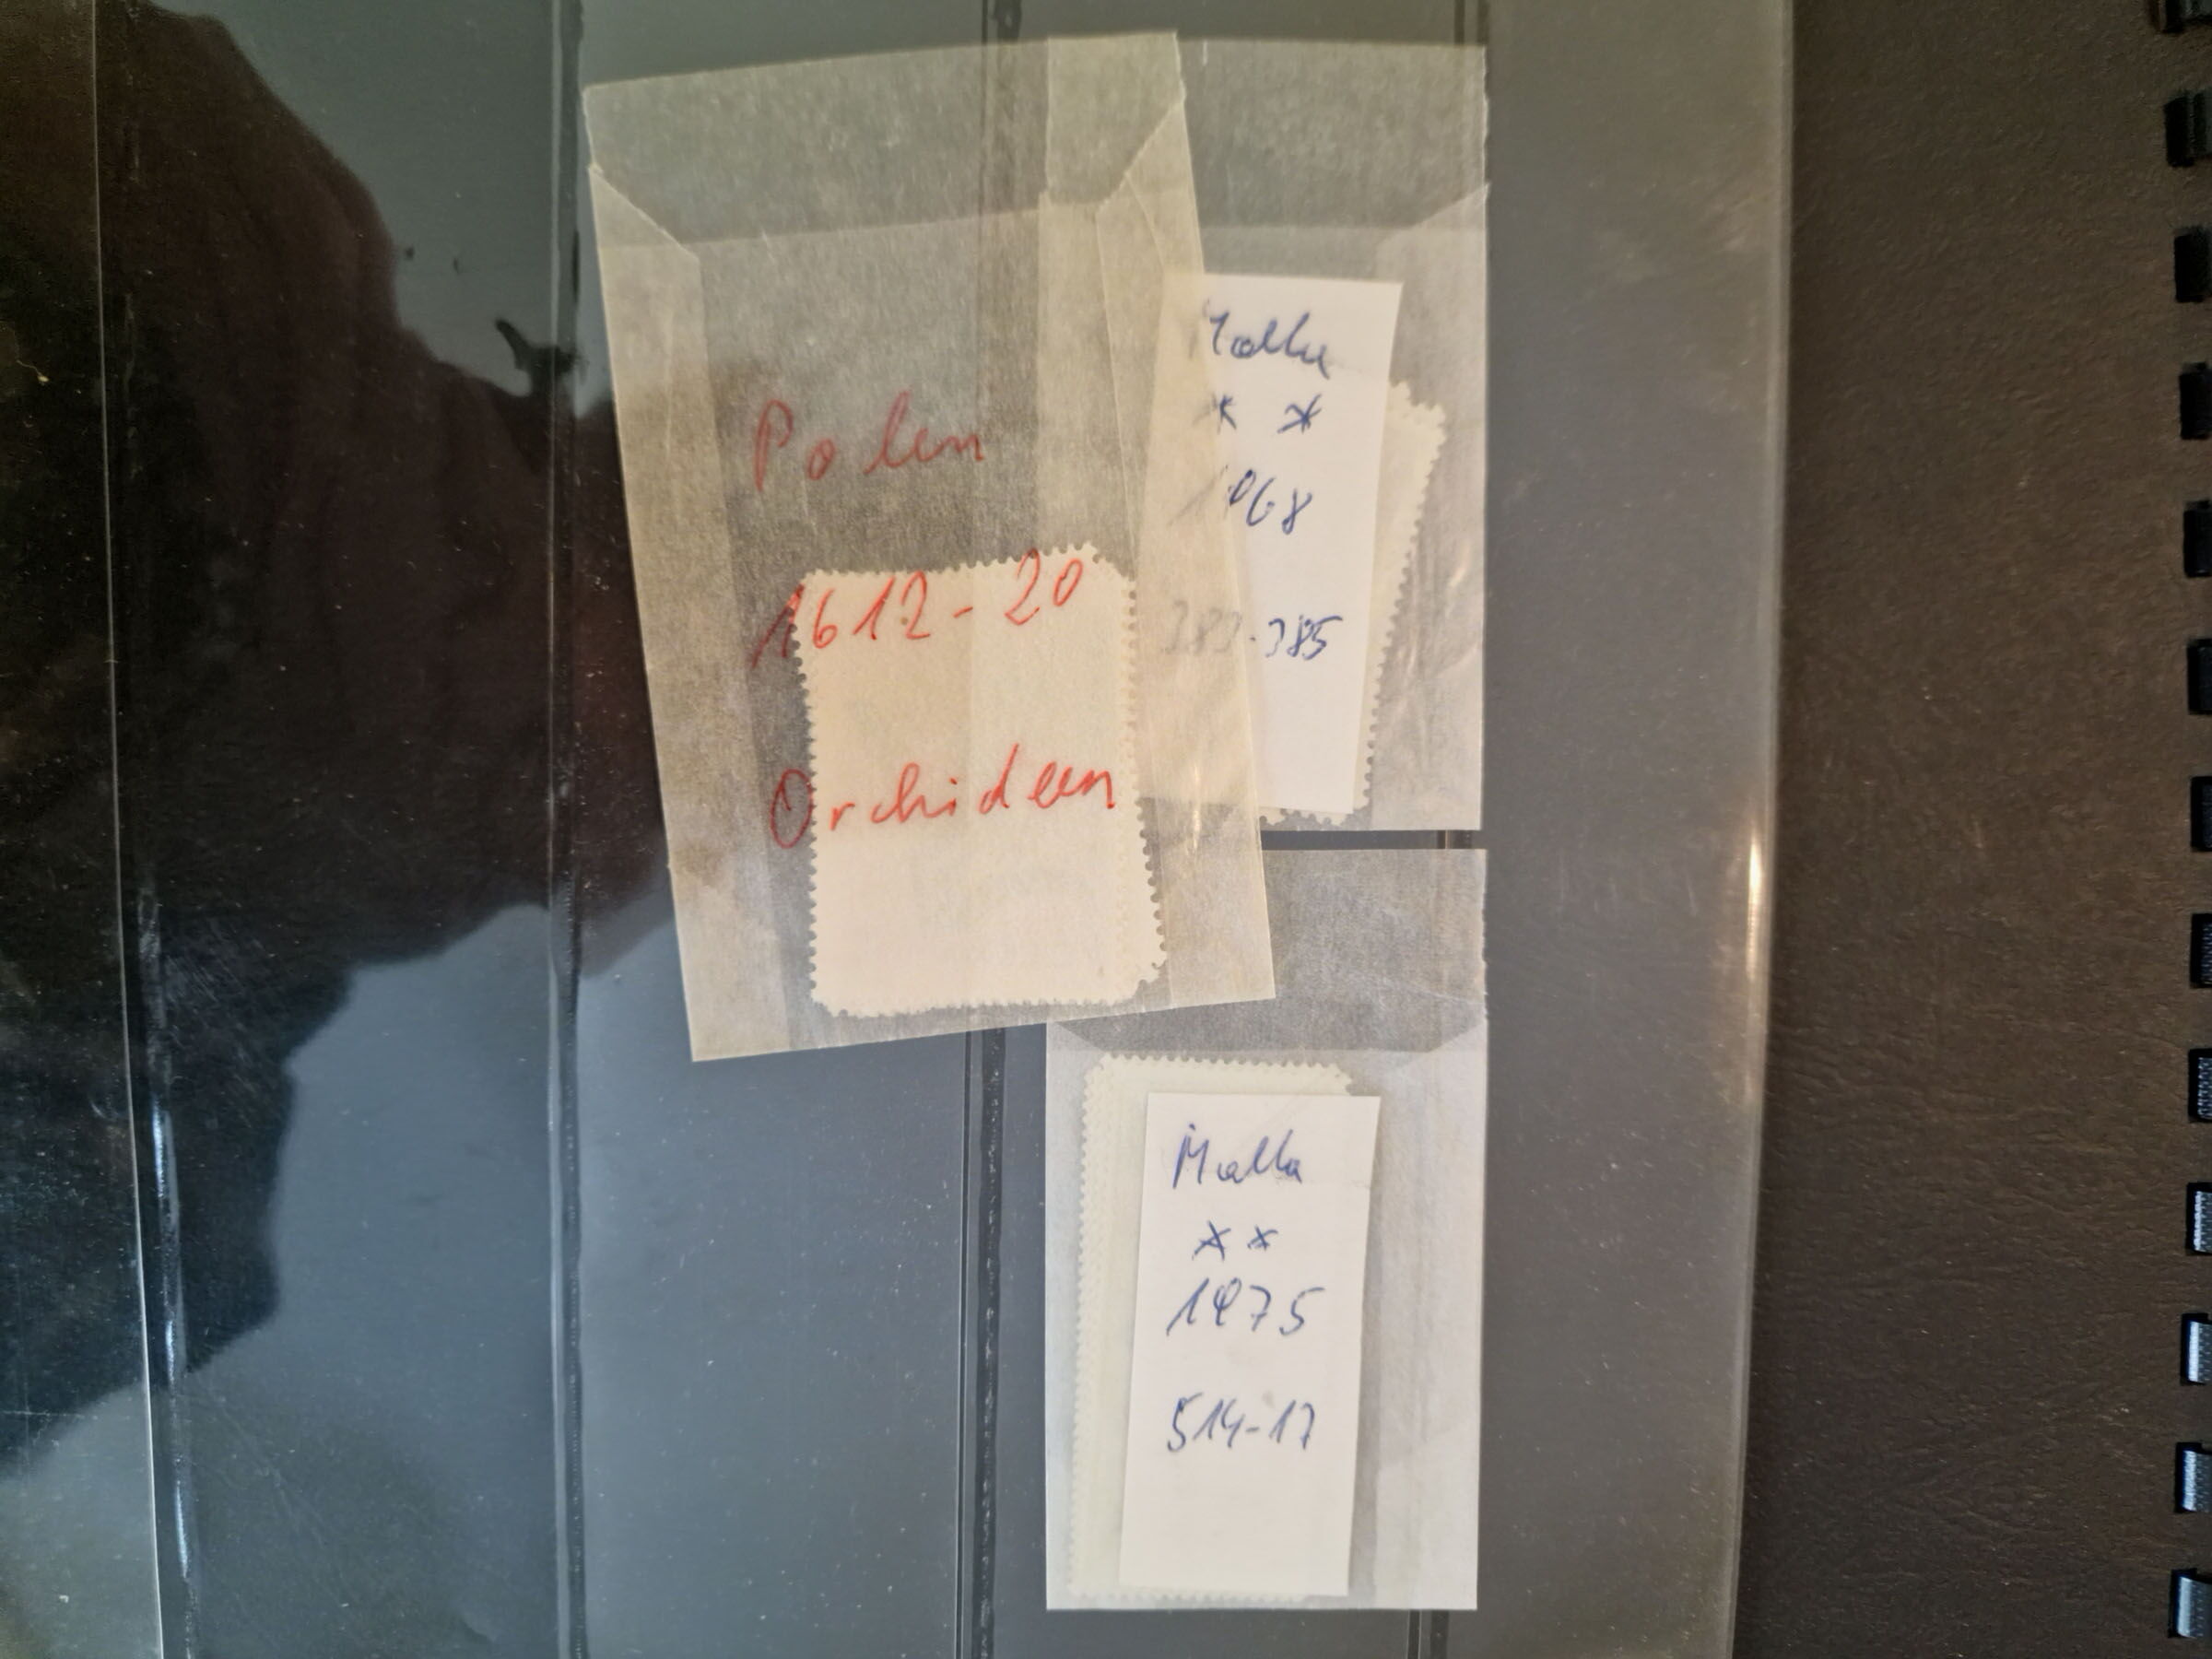 Polen
1612-20
Orchideen
Malta
* *
1968
383-385
Malta
* *
1975
514-17